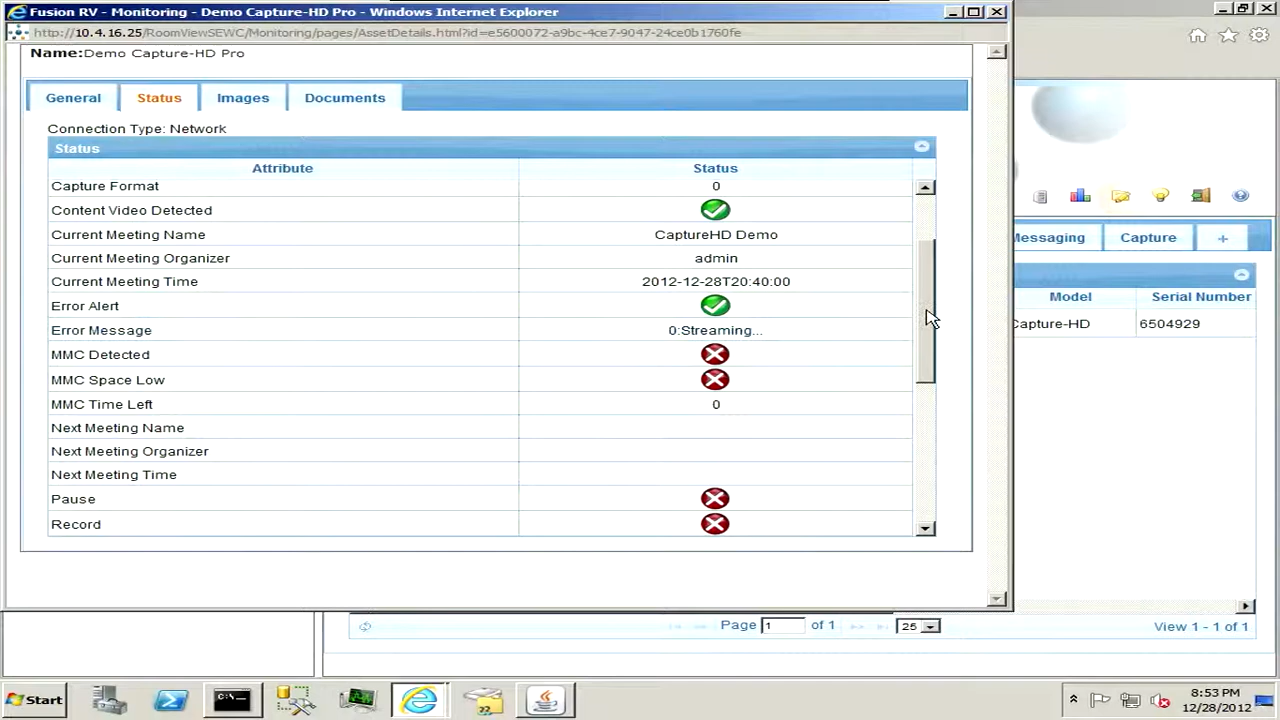 Fusion RV - Monitoring - Demo Capture-HD Pro - Windows Internet Explorer
http://10.4.16.25/RoomViewSEWC/Monitoring/pages/AssetDetails.html?id=e5600072-a9bc-4ce7-9047-24ce0b1760fe
Name:Demo Capture-HD Pro
General Status Images Documents
Connection Type: Network
Status
Attribute Status
Capture Format 0
Content Video Detected
Current Meeting Name CaptureHD Demo
Current Meeting Organizer admin
Current Meeting Time 2012-12-28T20:40:00
Error Alert
Error Message 0:Streaming...
MMC Detected
MMC Space Low
MMC Time Left 0
Next Meeting Name
Next Meeting Organizer
Next Meeting Time
Pause
Record
Messaging Capture +
Model Serial Number
Capture-HD 6504929
Page 1 of 1 25 View 1 - 1 of 1
Start
8:53 PM
12/28/2012